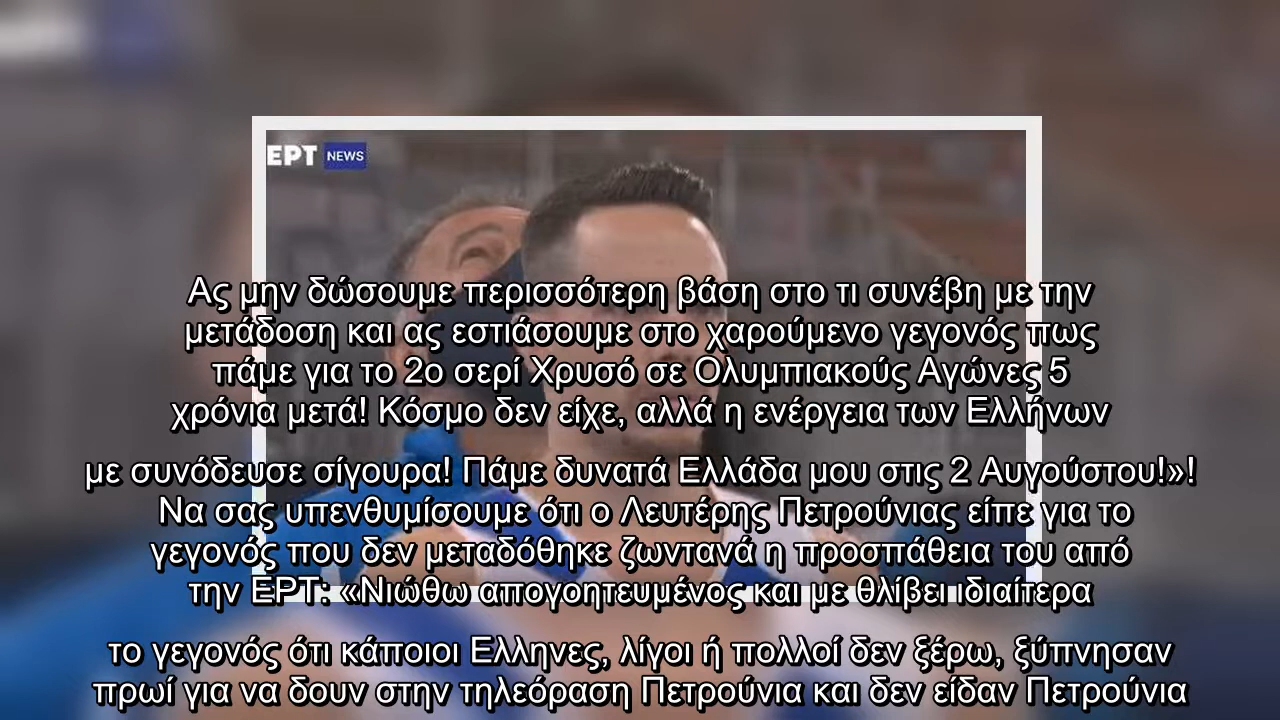 ΕΡΤ NEWS
Ας μην δώσουμε περισσότερη βάση στο τι συνέβη με την
μετάδοση και ας εστιάσουμε στο χαρούμενο γεγονός πως
πάμε για το 2ο σερί Χρυσό σε Ολυμπιακούς Αγώνες 5
χρόνια μετά! Κόσμο δεν είχε, αλλά η ενέργεια των Ελλήνων
με συνόδευσε σίγουρα! Πάμε δυνατά Ελλάδα μου στις 2 Αυγούστου!»!
Να σας υπενθυμίσουμε ότι ο Λευτέρης Πετρούνιας είπε για το
γεγονός που δεν μεταδόθηκε ζωντανά η προσπάθεια του από
την ΕΡΤ: «Νιώθω απογοητευμένος και με θλίβει ιδιαίτερα
το γεγονός ότι κάποιοι Ελληνες, λίγοι ή πολλοί δεν ξέρω, ξύπνησαν
πρωί για να δουν στην τηλεόραση Πετρούνια και δεν είδαν Πετρούνια